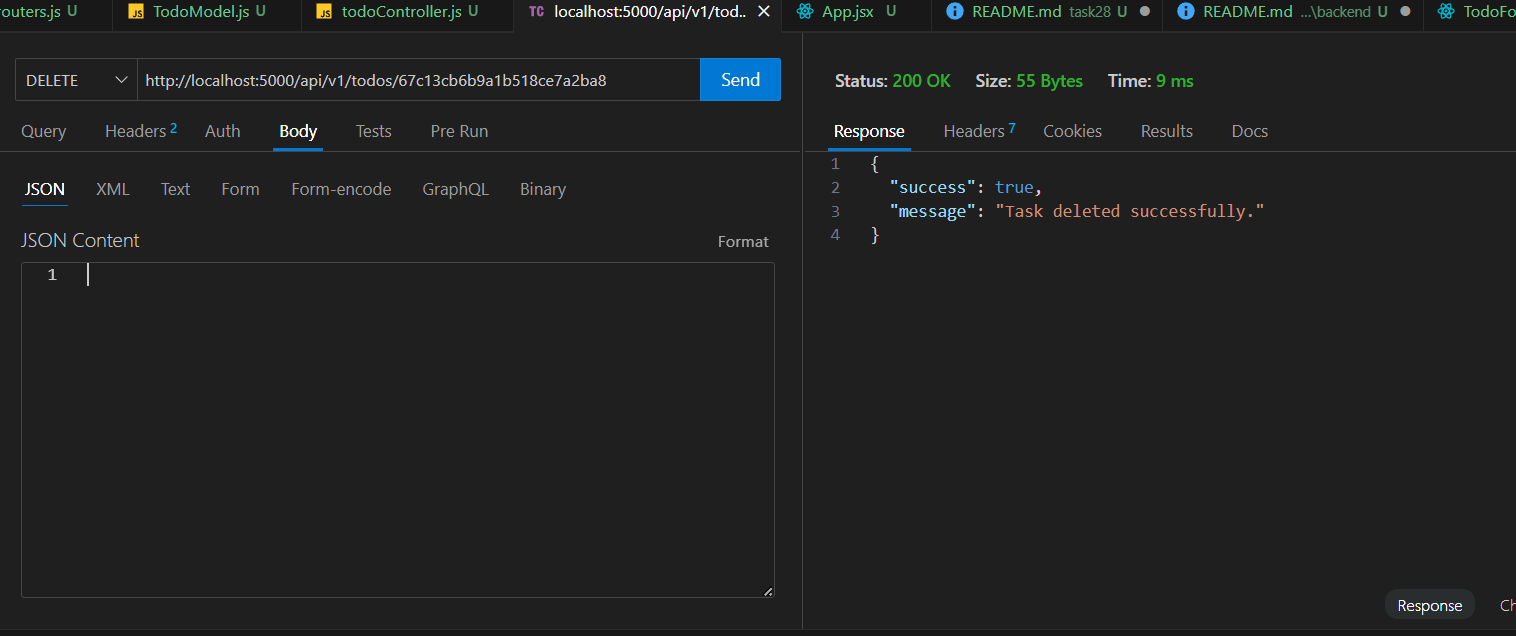 outers.js U JS TodoModel.js U JS todoController.js U TC localhost:5000/api/v1/tod.. App.jsx U README.md task28 U README.md ...\backend U TodoFo
DELETE http://localhost:5000/api/v1/todos/67c13cb6b9a1b518ce7a2ba8 Send
Query Headers 2 Auth Body Tests Pre Run
JSON XML Text Form Form-encode GraphQL Binary
JSON Content Format
1
Status: 200 OK Size: 55 Bytes Time: 9 ms
Response Headers 7 Cookies Results Docs
1 {
2 "success": true,
3 "message": "Task deleted successfully."
4 }
Response Ch